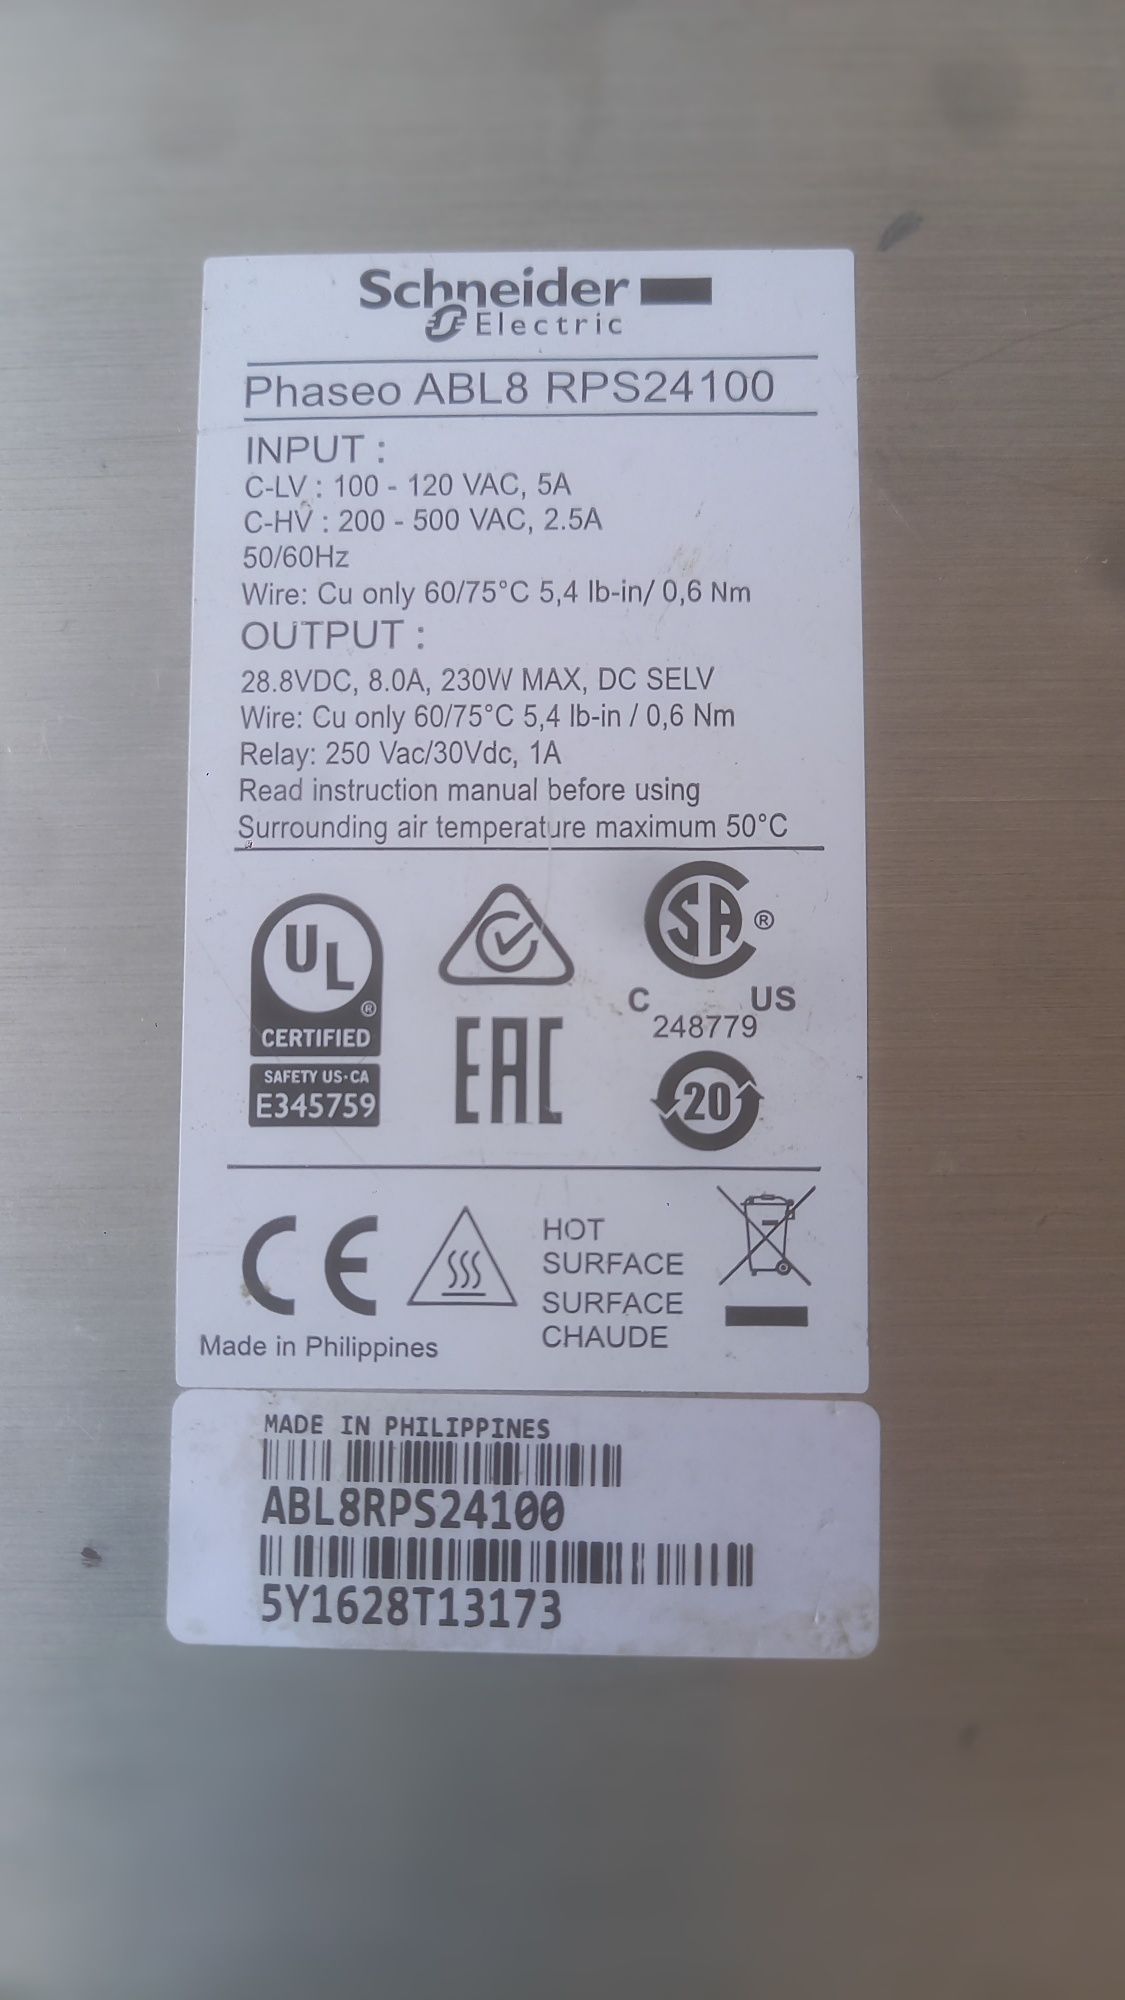 Schneider
Electric
Phaseo ABL8 RPS24100
INPUT :
C-LV : 100 - 120 VAC, 5A
C-HV : 200 - 500 VAC, 2.5A
50/60Hz
Wire: Cu only 60/75°C 5,4 lb-in/ 0,6 Nm
OUTPUT :
28.8VDC, 8.0A, 230W MAX, DC SELV
Wire: Cu only 60/75°C 5,4 lb-in / 0,6 Nm
Relay: 250 Vac/30Vdc, 1A
Read instruction manual before using
Surrounding air temperature maximum 50°C
UL
®
CERTIFIED
SAFETY US-CA
E345759
EAC
SA ®
C US
248779
20
CE
HOT
SURFACE
SURFACE
CHAUDE
Made in Philippines
MADE IN PHILIPPINES
ABL8RPS24100
5Y1628T13173